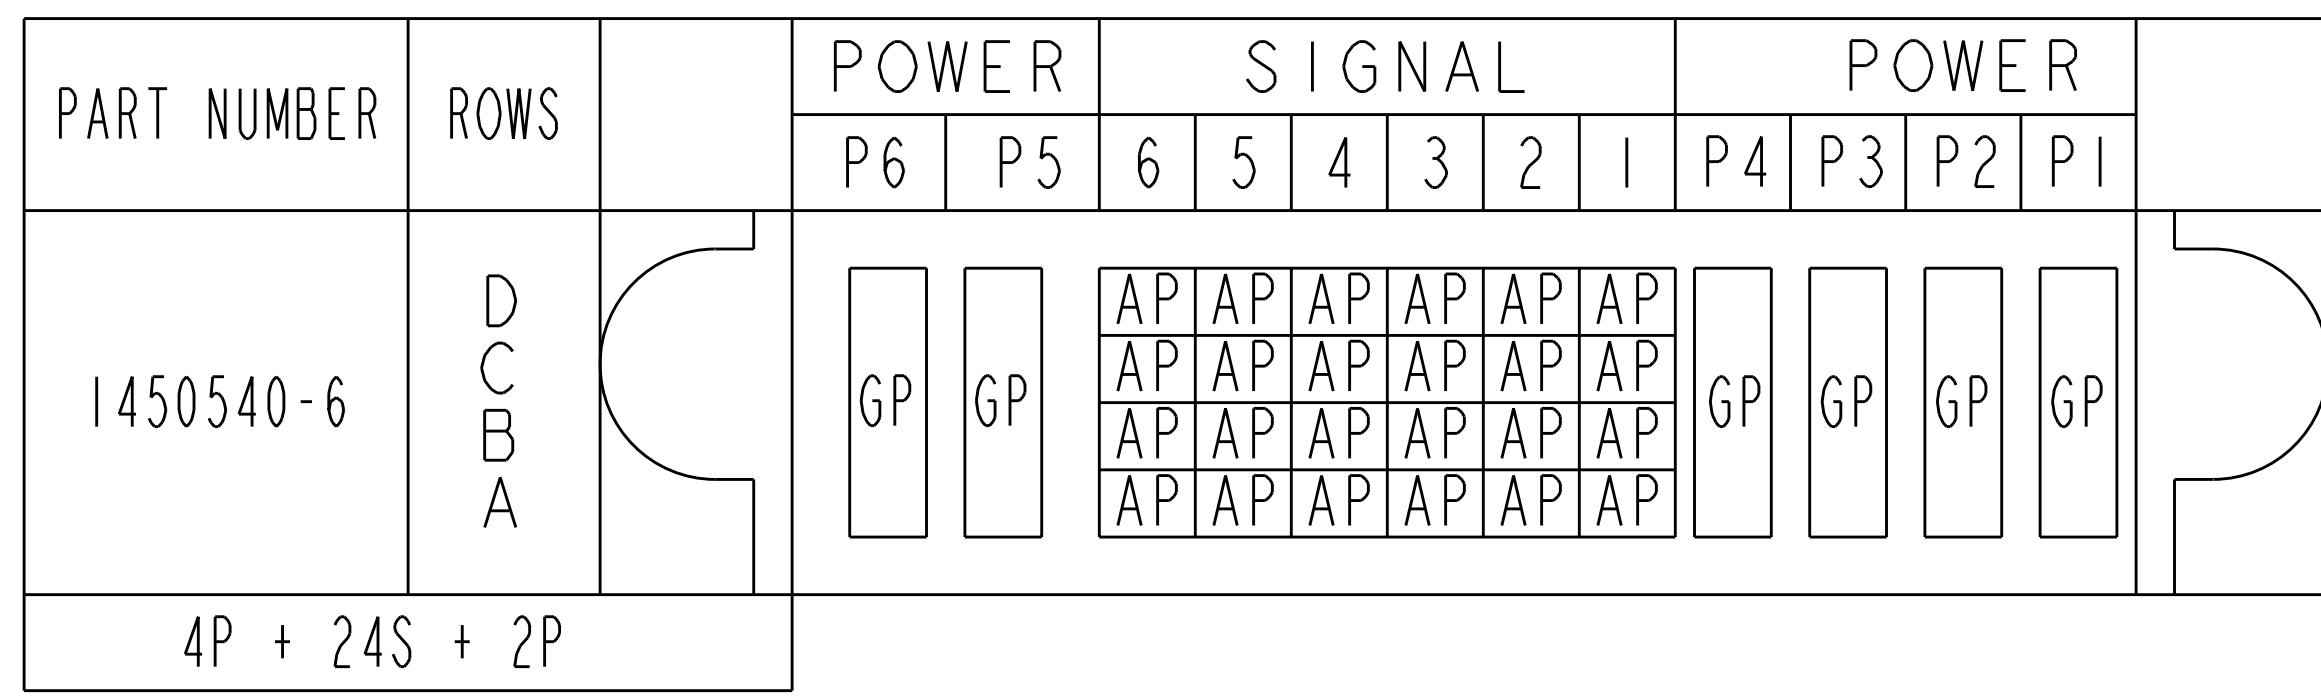 PART NUMBER ROWS POWER SIGNAL POWER
P6 P5 6 5 4 3 2 1 P4 P3 P2 P1
D AP AP AP AP AP AP
C AP AP AP AP AP AP
1450540-6 GP GP GP GP GP GP
B AP AP AP AP AP AP
A AP AP AP AP AP AP
4P + 24S + 2P